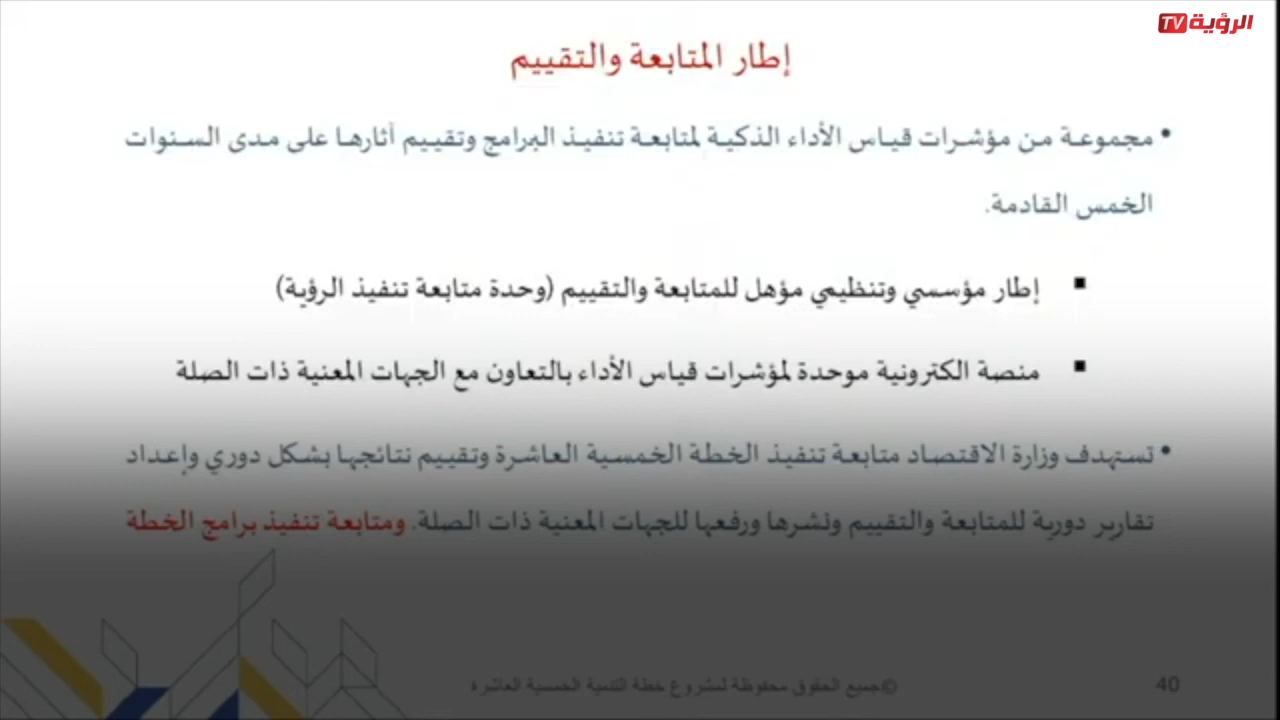 الرؤية TV
إطار المتابعة والتقييم
• مجموعة من مؤشرات قياس الأداء الذكية لمتابعة تنفيذ البرامج وتقييم أثارها على مدى السنوات
الخمس القادمة.
▪ إطار مؤسسي وتنظيمي مؤهل للمتابعة والتقييم (وحدة متابعة تنفيذ الرؤية)
▪ منصة الكترونية موحدة لمؤشرات قياس الأداء بالتعاون مع الجهات المعنية ذات الصلة
• تستهدف وزارة الاقتصاد متابعة تنفيذ الخطة الخمسية العاشرة وتقييم نتائجها بشكل دوري وإعداد
تقارير دورية للمتابعة والتقييم ونشرها ورفعها للجهات المعنية ذات الصلة. ومتابعة تنفيذ برامج الخطة
©جميع الحقوق محفوظة لمشروع خطة التنمية الخمسية العاشرة
40